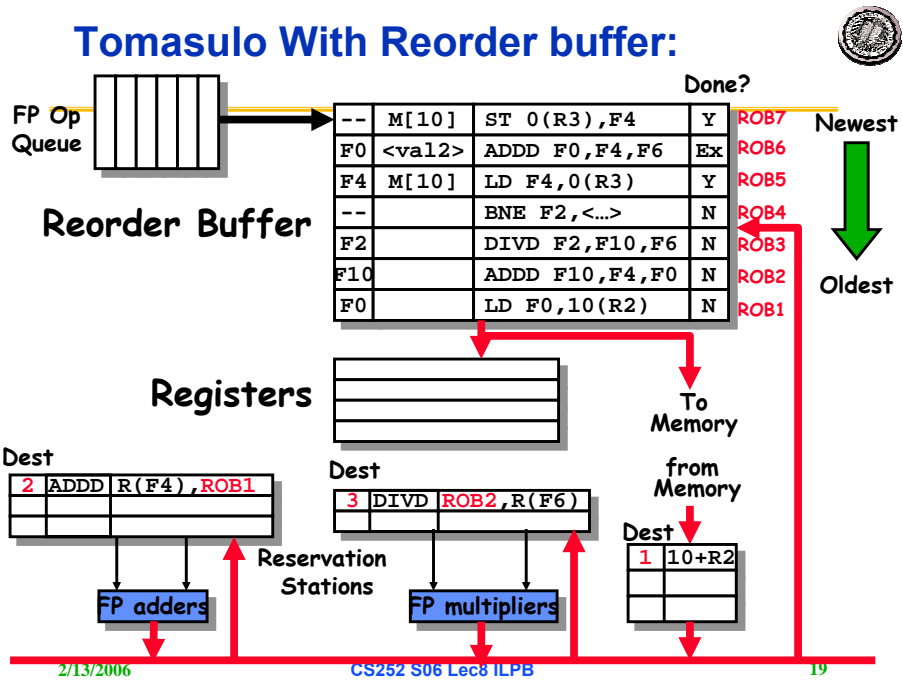 Tomasulo With Reorder buffer:
Done?
FP Op
Queue
-- M[10] ST 0(R3),F4 Y ROB7
F0 <val2> ADDD F0,F4,F6 Ex ROB6
F4 M[10] LD F4,0(R3) Y ROB5
-- BNE F2,<…> N ROB4
F2 DIVD F2,F10,F6 N ROB3
F10 ADDD F10,F4,F0 N ROB2
F0 LD F0,10(R2) N ROB1
Newest
Oldest
Reorder Buffer
Registers
To
Memory
from
Memory
Dest
2 ADDD R(F4),ROB1
Dest
3 DIVD ROB2,R(F6)
Dest
1 10+R2
Reservation
Stations
FP adders
FP multipliers
2/13/2006 CS252 S06 Lec8 ILPB 19